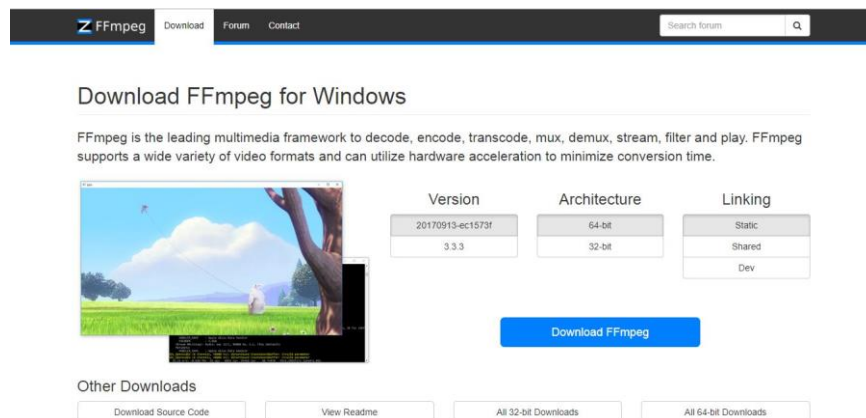 Z FFmpeg Download Forum Contact Search forum
Download FFmpeg for Windows
FFmpeg is the leading multimedia framework to decode, encode, transcode, mux, demux, stream, filter and play. FFmpeg
supports a wide variety of video formats and can utilize hardware acceleration to minimize conversion time.
Version Architecture Linking
20170913-ec1573f 64-bit Static
3.3.3 32-bit Shared
Dev
Download FFmpeg
Other Downloads
Download Source Code View Readme All 32-bit Downloads All 64-bit Downloads